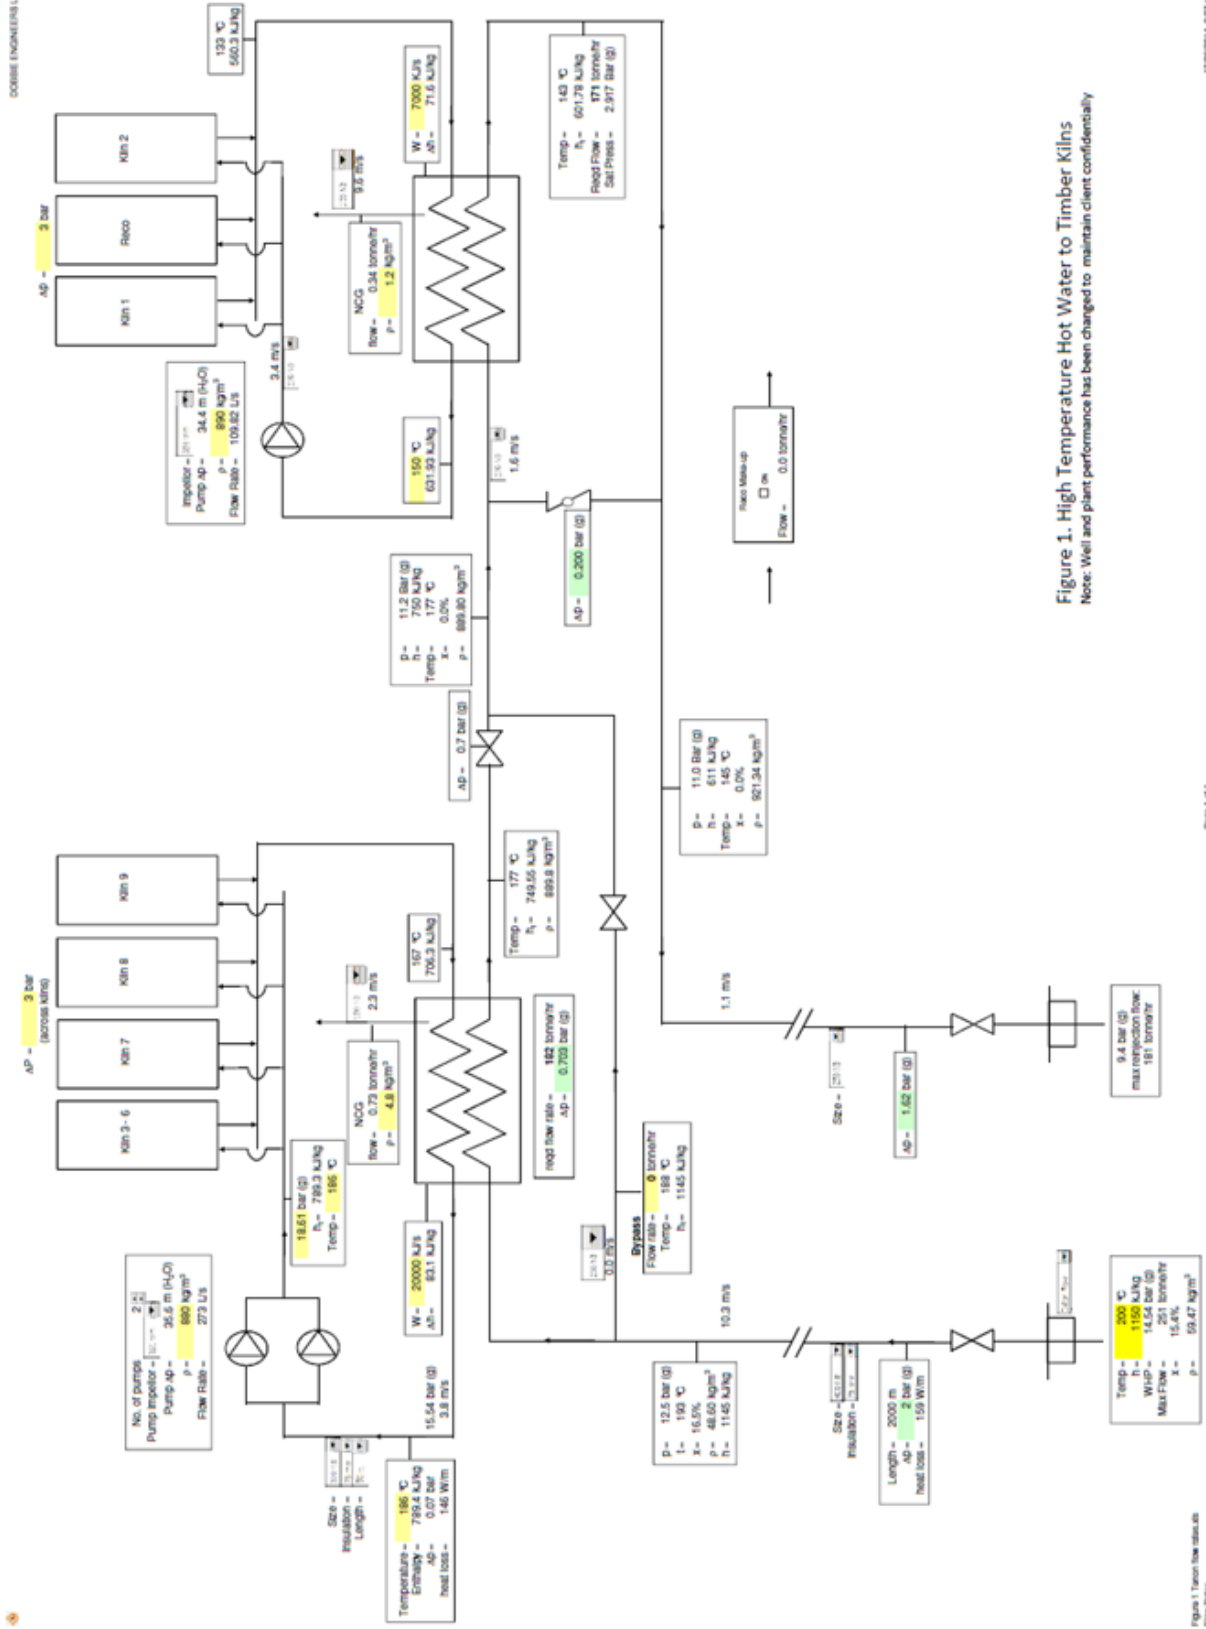 DOBBIE ENGINEERS L
ΔP = 3 bar
(across kilns)
Kiln 3 - 6
Kiln 7
Kiln 8
Kiln 9
Δp = 3 bar
Kiln 1
Reco
Kiln 2
133 °C
560.3 kJ/kg
No. of pumps 2
Pump Impellor =
Pump Δp = 35.6 m (H₂O)
ρ = 880 kg/m³
Flow Rate = 273 L/s
18.61 bar (g)
hf = 789.3 kJ/kg
Temp = 186 °C
Impellor =
Pump Δp = 34.4 m (H₂O)
ρ = 890 kg/m³
Flow Rate = 109.82 L/s
3.4 m/s
Size =
Insulation =
Length =
15.54 bar (g)
3.8 m/s
Temperature = 186 °C
Enthalpy = 789.4 kJ/kg
Δp = 0.07 bar
heat loss = 146 W/m
W = 20000 kJ/s
Δh = 83.1 kJ/kg
NCG
flow = 0.73 tonne/hr
ρ = 4.8 kg/m³
2.3 m/s
167 °C
706.3 kJ/kg
150 °C
631.93 kJ/kg
NCG
flow = 0.34 tonne/hr
ρ = 1.2 kg/m³
9.6 m/s
W = 7000 KJ/s
Δh = 71.6 kJ/kg
reqd flow rate = 182 tonne/hr
Δp = 0.703 bar (g)
Temp = 177 °C
hf = 749.55 kJ/kg
ρ = 889.8 kg/m³
Δp = 0.7 bar (g)
p = 11.2 Bar (g)
h = 750 kJ/kg
Temp = 177 °C
x = 0.0%
ρ = 889.80 kg/m³
1.6 m/s
Temp = 143 °C
hf = 601.78 kJ/kg
Reqd Flow = 171 tonne/hr
Sat Press = 2.917 Bar (g)
Δp = 0.200 bar (g)
0.0 m/s
Bypass
Flow rate = 0 tonne/hr
Temp = 188 °C
hf = 1145 kJ/kg
p = 11.0 Bar (g)
h = 611 kJ/kg
Temp = 145 °C
x = 0.0%
ρ = 921.34 kg/m³
Reco Make-up
ON
Flow = 0.0 tonne/hr
10.3 m/s
p = 12.5 bar (g)
t = 193 °C
x = 16.5%
ρ = 48.60 kg/m³
h = 1145 kJ/kg
1.1 m/s
Size =
Insulation =
Length = 2000 m
Δp = 2 bar (g)
heat loss = 159 W/m
Size =
Δp = 1.62 bar (g)
Temp = 200 °C
h = 1150 kJ/kg
WHP = 14.54 bar (g)
Max Flow = 251 tonne/hr
x = 15.4%
ρ = 59.47 kg/m³
9.4 bar (g)
max reinjection flow:
181 tonne/hr
Figure 1. High Temperature Hot Water to Timber Kilns
Note: Well and plant performance has been changed to maintain client confidentially